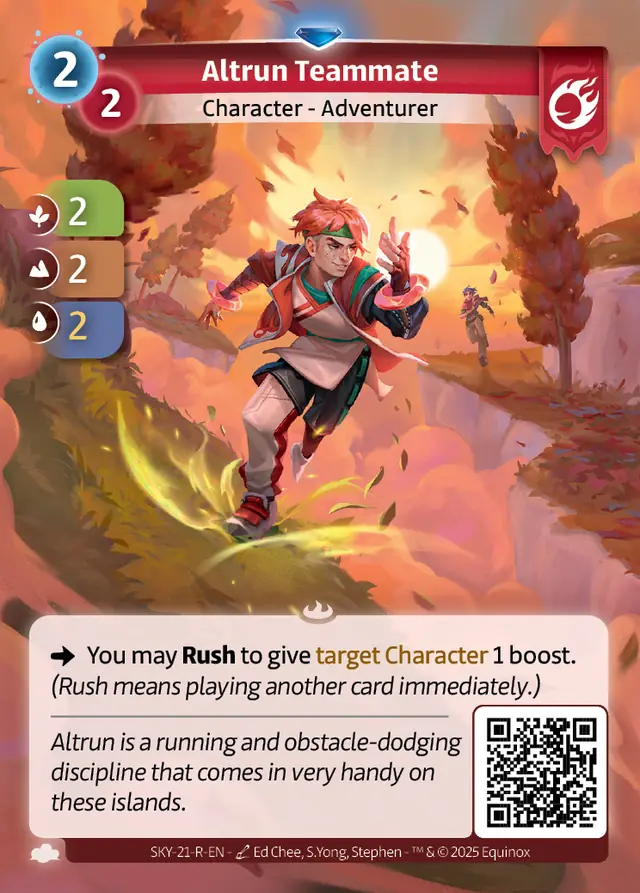 2
Altrun Teammate
2
Character - Adventurer
2
2
2
You may Rush to give target Character 1 boost.
(Rush means playing another card immediately.)
Altrun is a running and obstacle-dodging
discipline that comes in very handy on
these islands.
SKY-21-R-EN - Ed Chee, S.Yong, Stephen - ™ & © 2025 Equinox